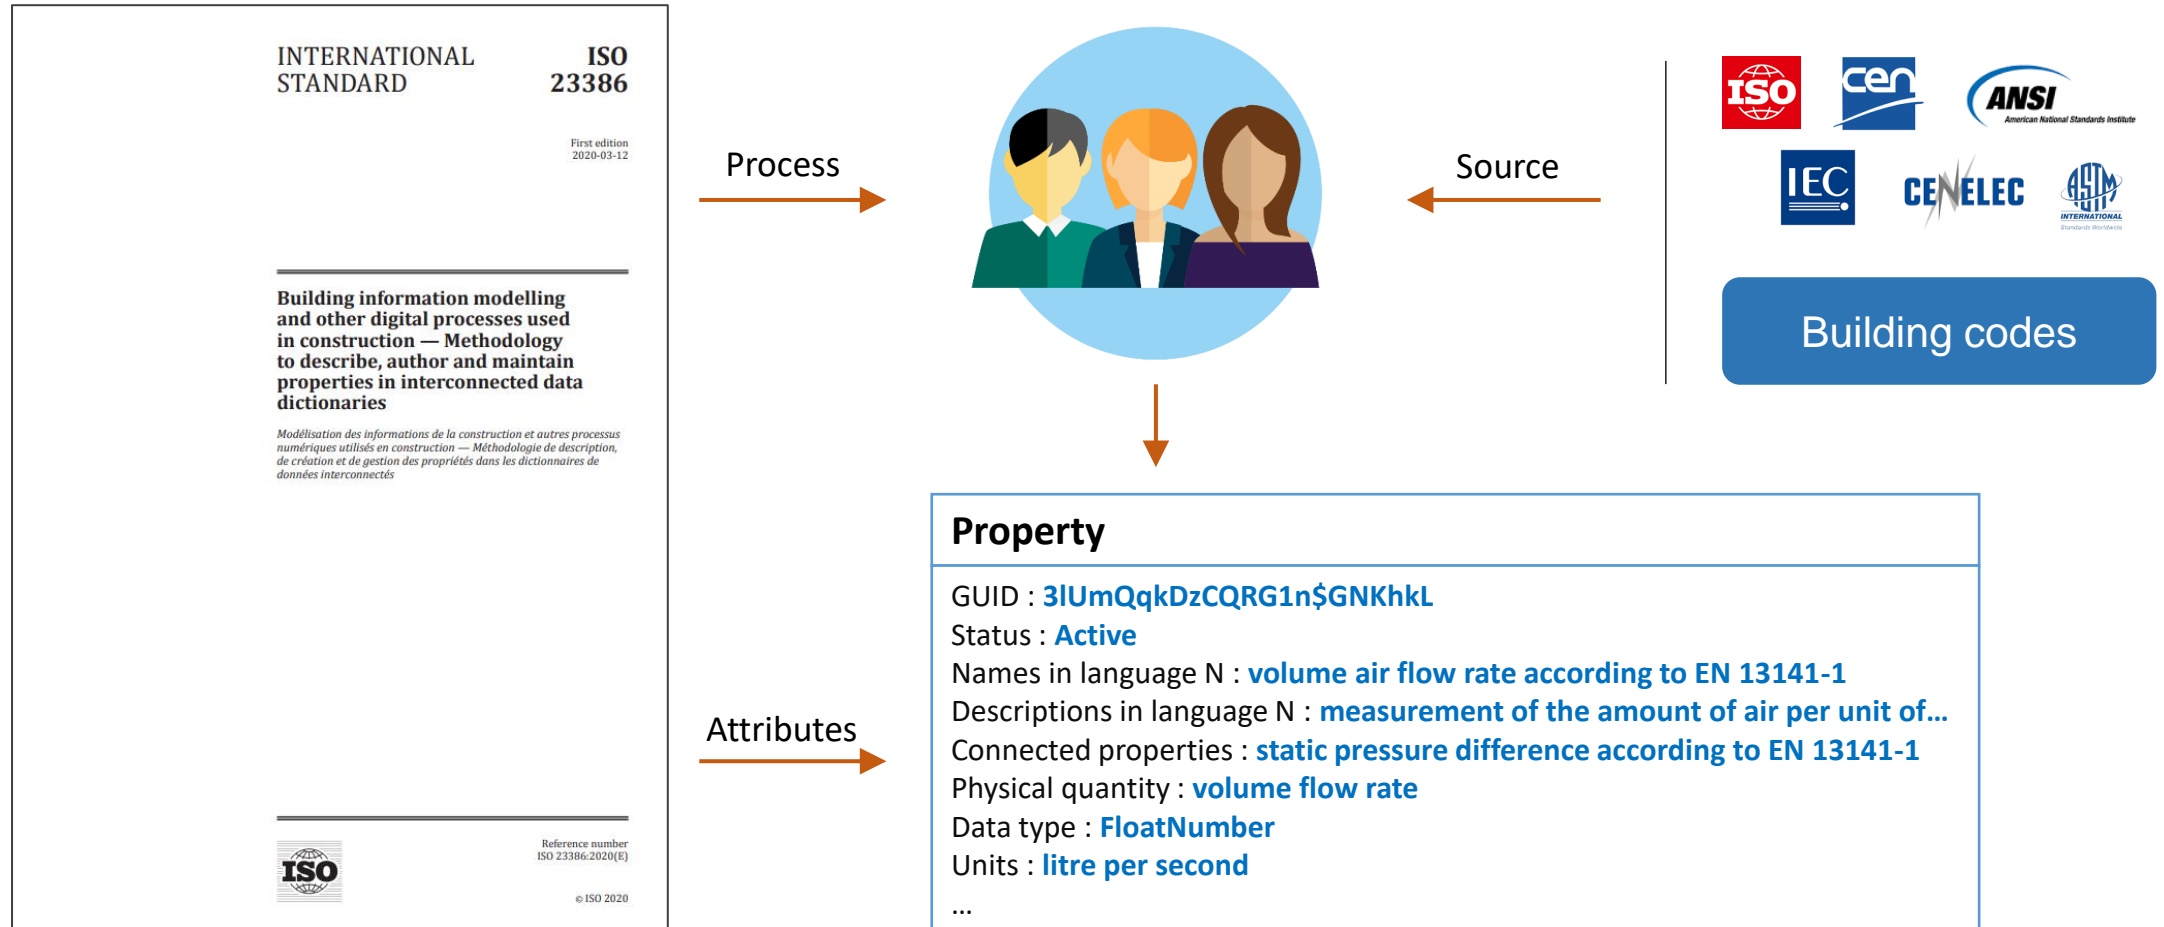 INTERNATIONAL
STANDARD
ISO
23386
First edition
2020-03-12
Building information modelling
and other digital processes used
in construction — Methodology
to describe, author and maintain
properties in interconnected data
dictionaries
Modélisation des informations de la construction et autres processus
numériques utilisés en construction — Méthodologie de description,
de création et de gestion des propriétés dans les dictionnaires de
données interconnectés
ISO
Reference number
ISO 23386:2020(E)
© ISO 2020
Process
Attributes
Source
ISO
cen
ANSI
American National Standards Institute
IEC
CENELEC
ASTM
INTERNATIONAL
Standards Worldwide
Building codes
Property
GUID : 3lUmQqkDzCQRG1n$GNKhkL
Status : Active
Names in language N : volume air flow rate according to EN 13141-1
Descriptions in language N : measurement of the amount of air per unit of...
Connected properties : static pressure difference according to EN 13141-1
Physical quantity : volume flow rate
Data type : FloatNumber
Units : litre per second
...